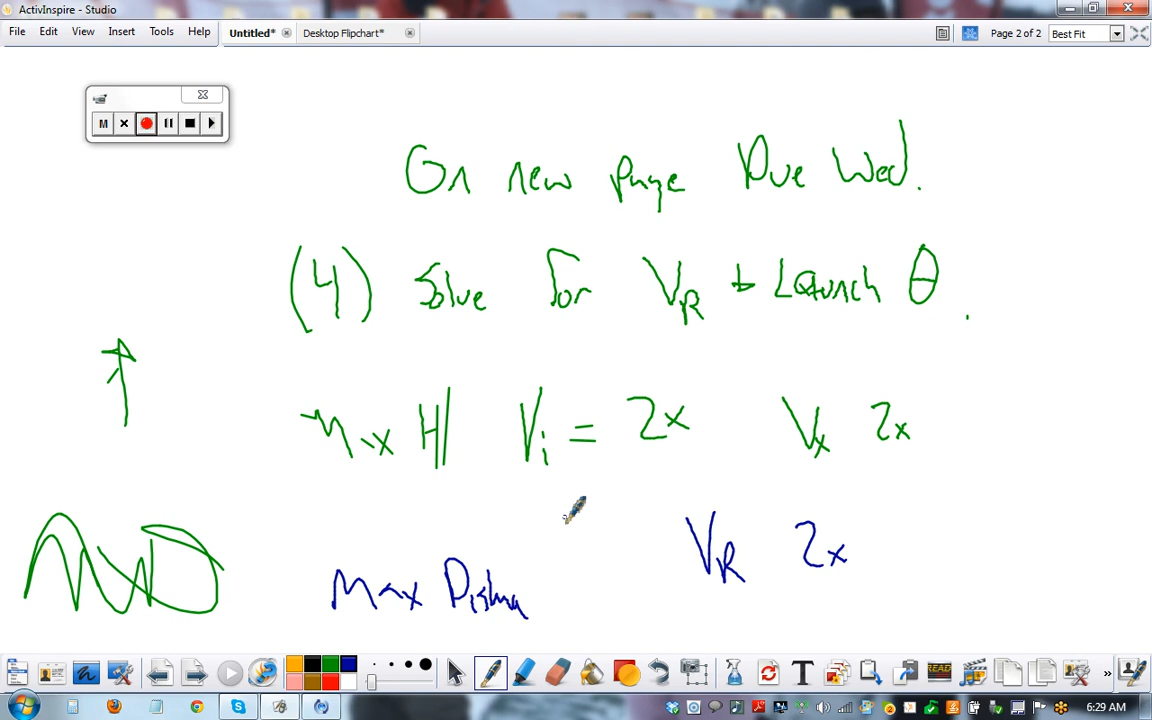 ActivInspire - Studio
File Edit View Insert Tools Help Untitled* Desktop Flipchart* Page 2 of 2 Best Fit
M
On new page Due Wed.
(4) Solve for VR + Launch θ.
Max H Vi = 2x Vx 2x
VR 2x
Max
T READ »
6:29 AM